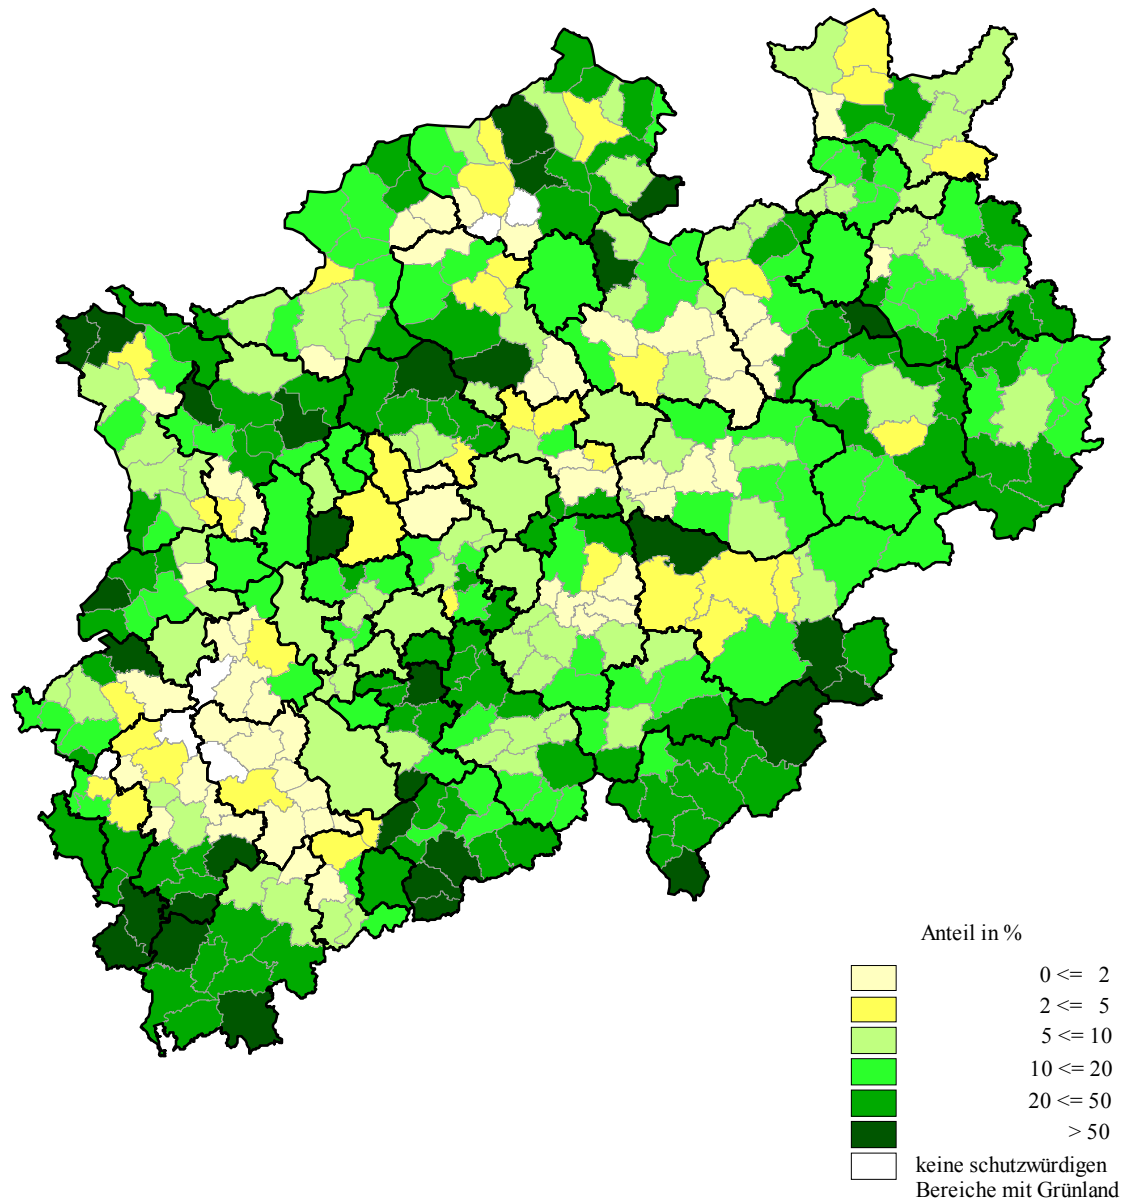 Anteil in %
0 <= 2
2 <= 5
5 <= 10
10 <= 20
20 <= 50
> 50
keine schutzwürdigen
Bereiche mit Grünland